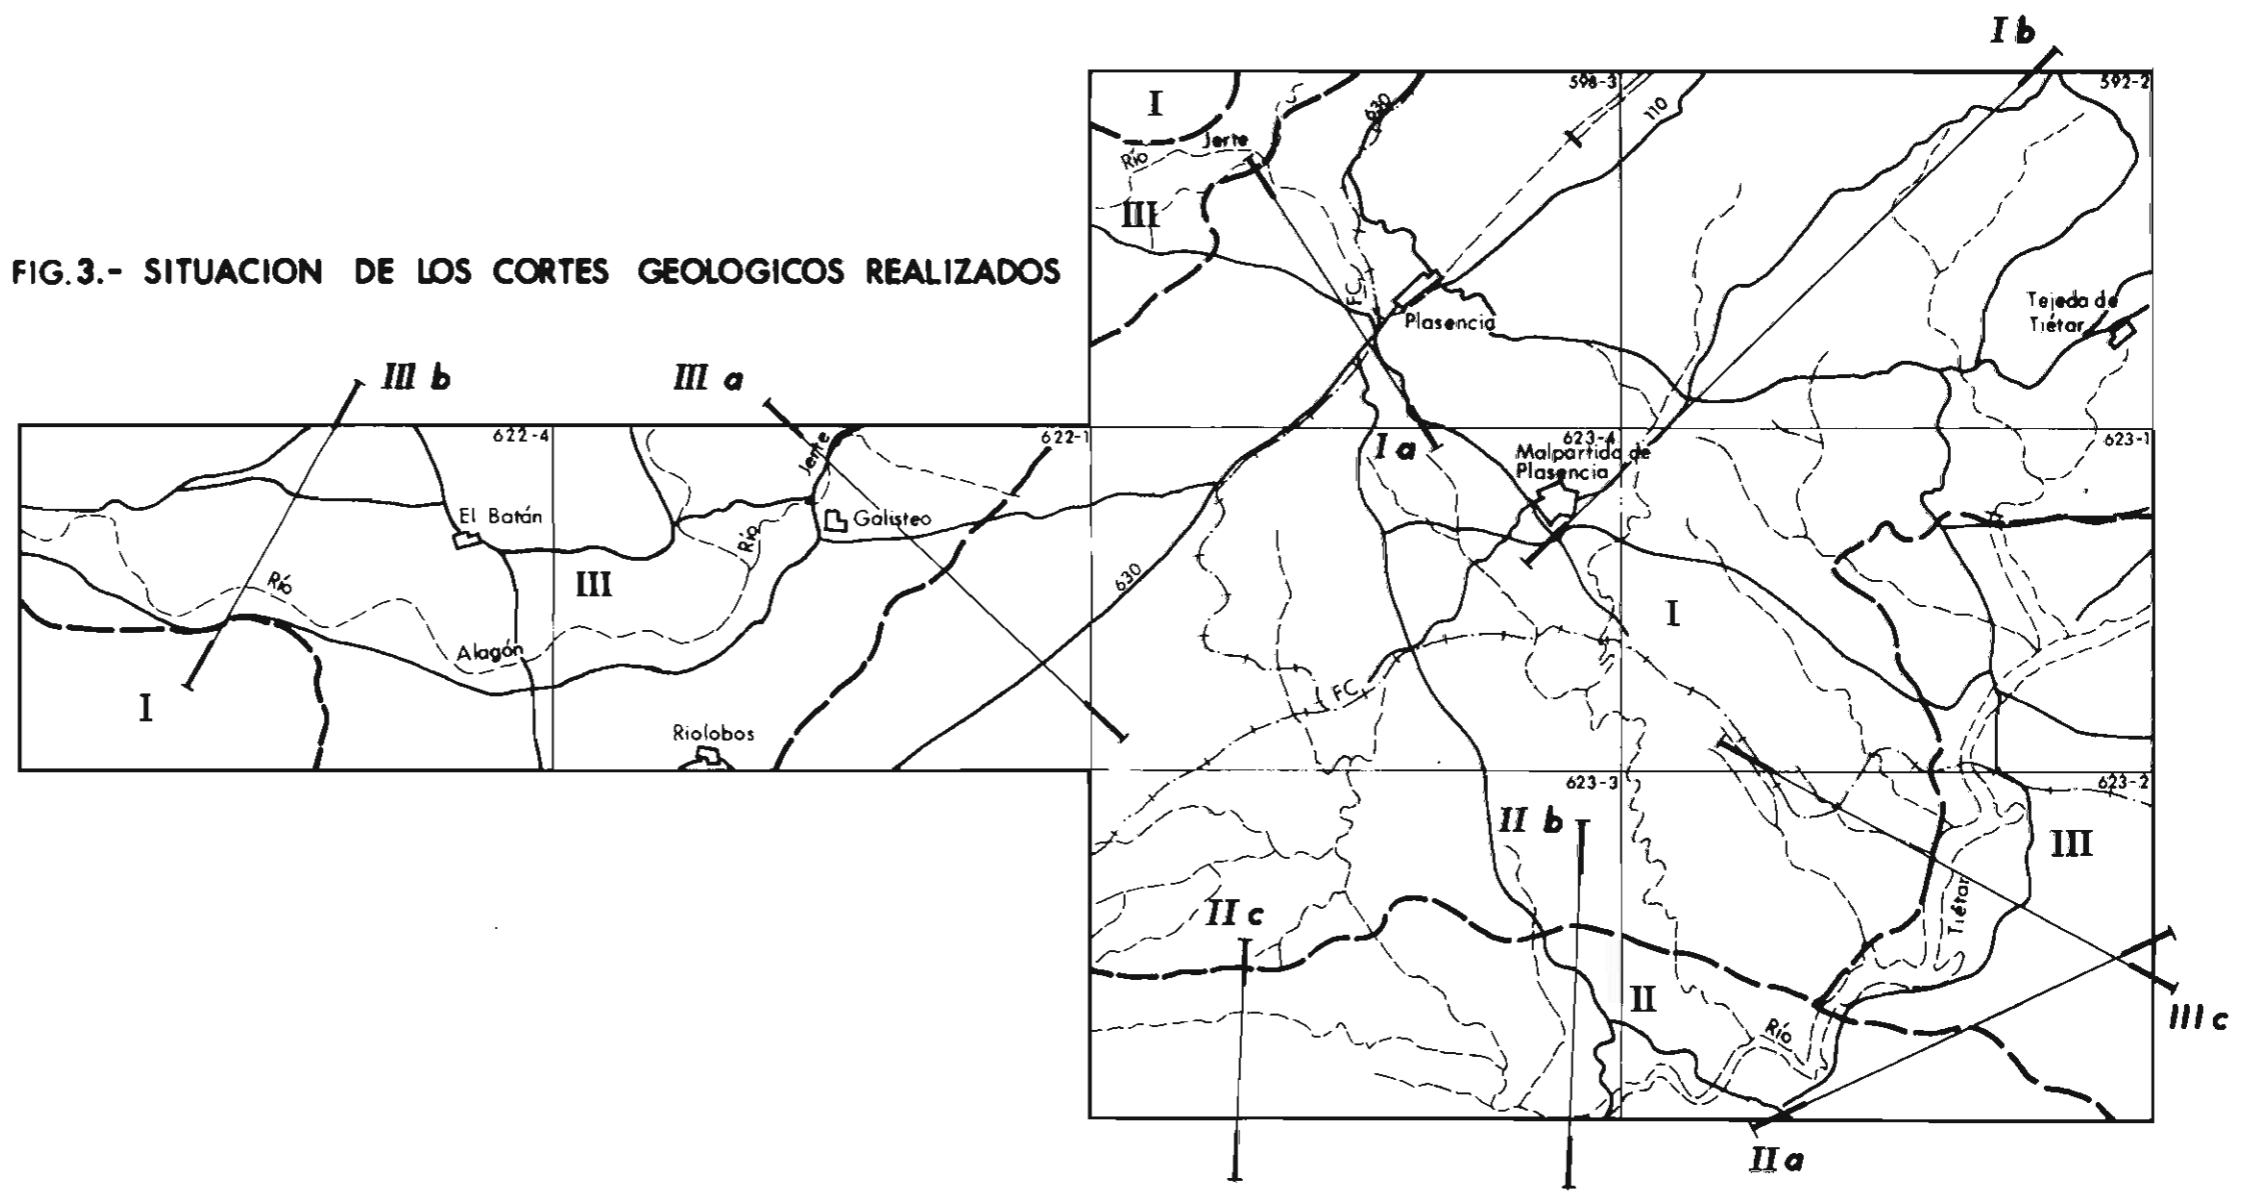 I b
598-3
592-2
I
630
110
Jerte
Río
III
FIG.3.- SITUACION DE LOS CORTES GEOLOGICOS REALIZADOS
FC
Plasencia
Tejeda de
Tiétar
III b
III a
622-4
622-1
Jerte
I a
623-4
623-1
Malpartida de
Plasencia
El Batán
Galisteo
Río
Río
III
630
I
Alagón
FC
I
Riolobos
623-3
623-2
II b
III
II c
Tiétar
II
Río
III c
II a